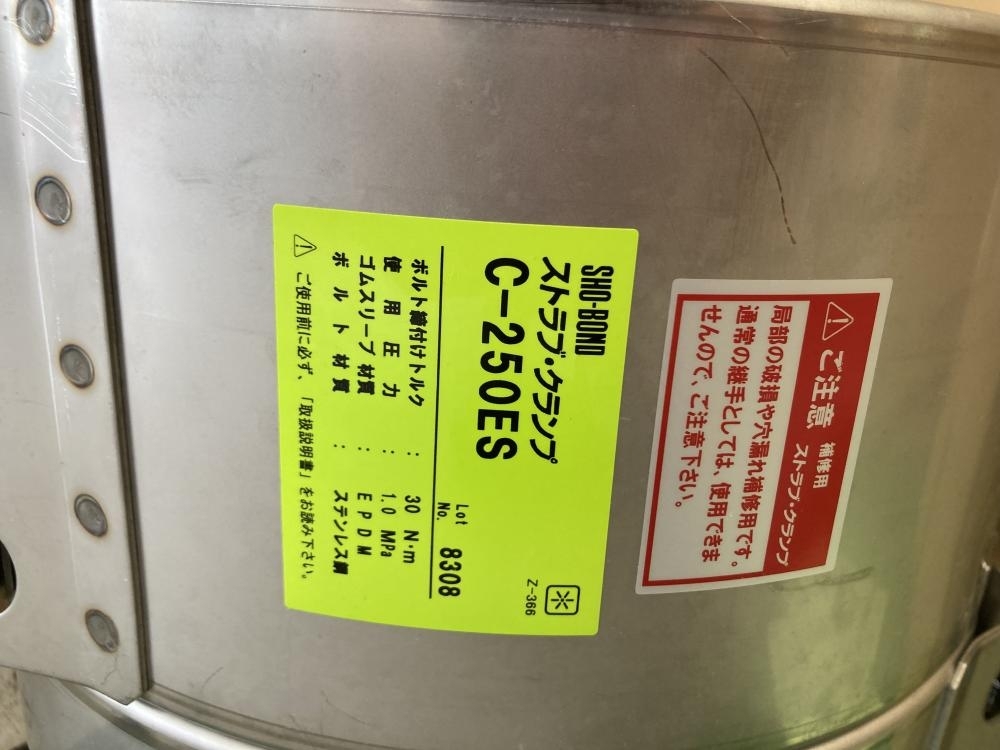 SHO-BOND
ストラブ・クランプ
C-250ES
Z-366
Lot No. 8308
ボルト締付けトルク : 30 N·m
使用圧力 : 1.0 MPa
ゴムスリーブ材質 : EPDM
ボルト材質 : ステンレス鋼
⚠ ご使用前に必ず、「取扱説明書」をお読み下さい。
⚠ ご注意 補修用 ストラブ・クランプ
局部の破損や穴漏れ補修用です。
通常の継手としては、使用できま
せんので、ご注意下さい。